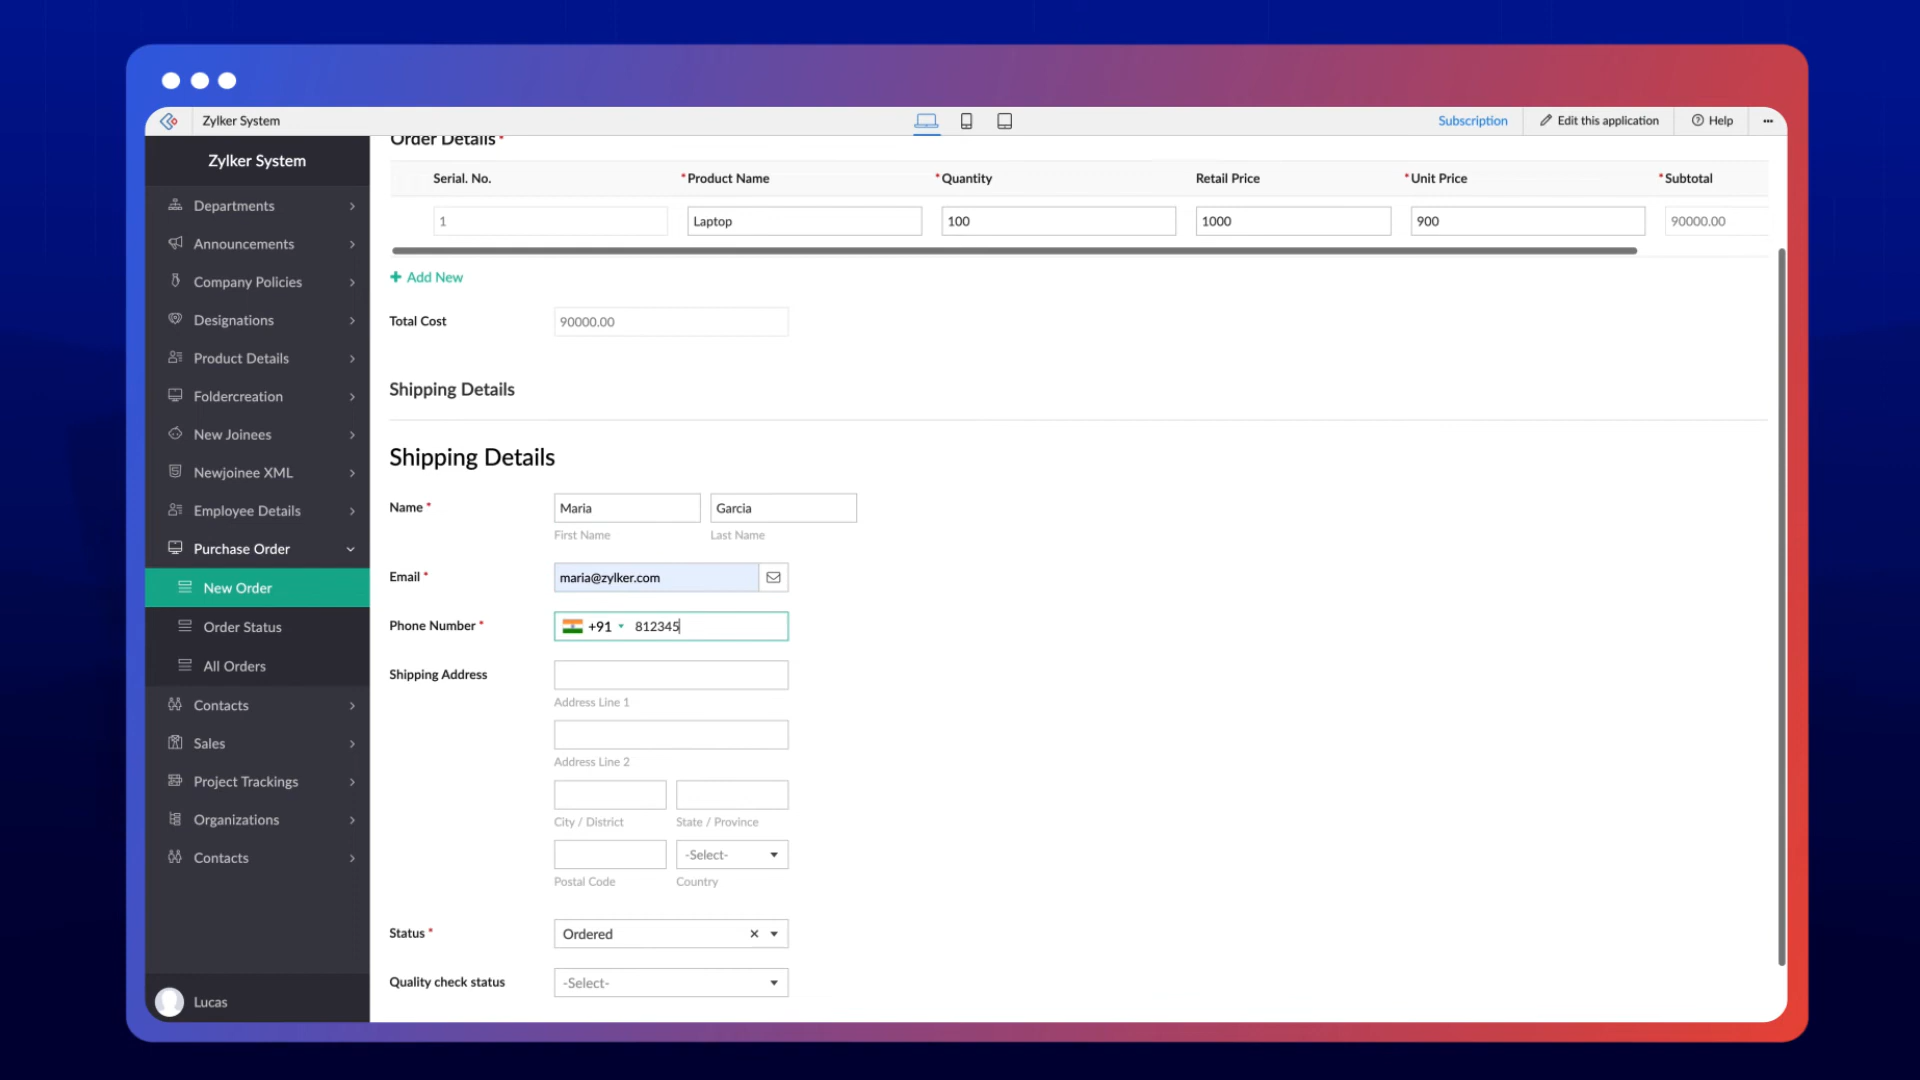 Zylker System
Subscription
Edit this application
Help
Zylker System
Departments
Announcements
Company Policies
Designations
Product Details
Foldercreation
New Joinees
Newjoinee XML
Employee Details
Purchase Order
New Order
Order Status
All Orders
Contacts
Sales
Project Trackings
Organizations
Contacts
Lucas
Order Details *
Serial. No. * Product Name * Quantity Retail Price * Unit Price * Subtotal
1 Laptop 100 1000 900 90000.00
+ Add New
Total Cost 90000.00
Shipping Details
Shipping Details
Name * Maria Garcia
First Name Last Name
Email * maria@zylker.com
Phone Number * +91 812345
Shipping Address
Address Line 1
Address Line 2
City / District State / Province
-Select-
Postal Code Country
Status * Ordered
Quality check status -Select-